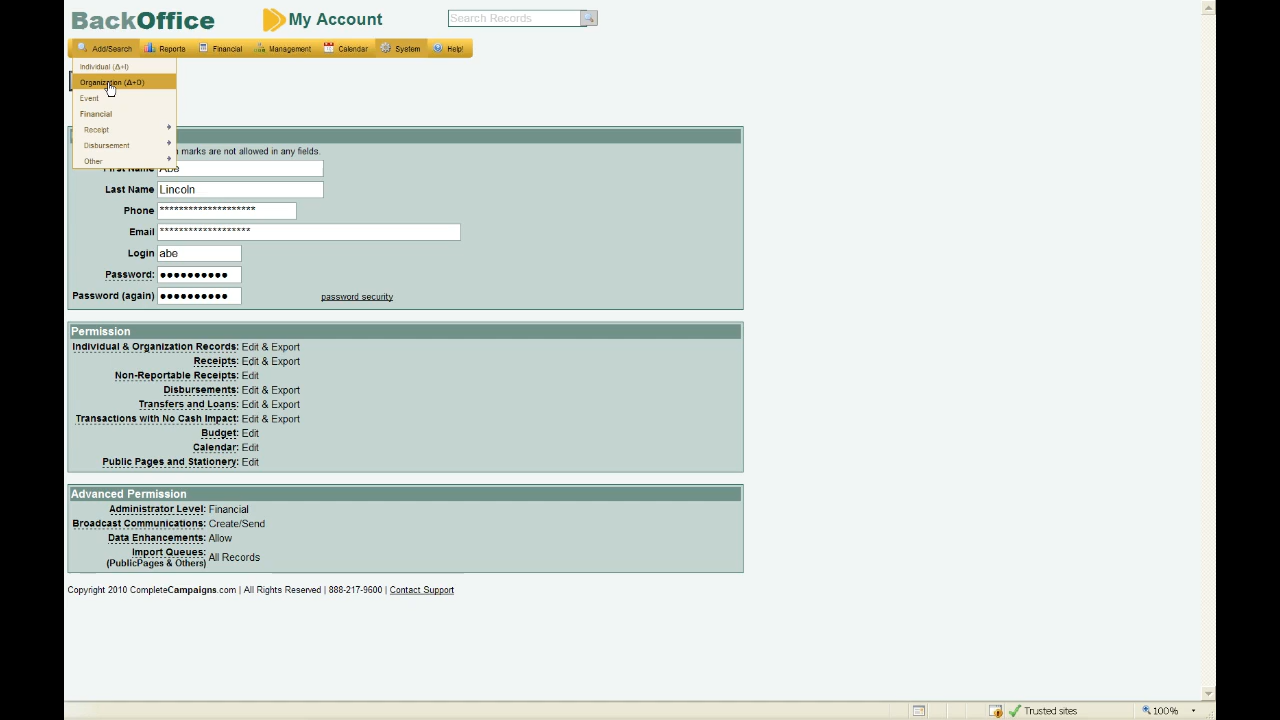 BackOffice My Account Search Records
Add/Search Reports Financial Management Calendar System Help!
Individual (A+I)
Organization (A+O)
Event
Financial
Receipt
Disbursement
Other
marks are not allowed in any fields.
First Name Abe
Last Name Lincoln
Phone ********************
Email *******************
Login abe
Password: ●●●●●●●●●●
Password (again) ●●●●●●●●●● password security
Permission
Individual & Organization Records: Edit & Export
Receipts: Edit & Export
Non-Reportable Receipts: Edit
Disbursements: Edit & Export
Transfers and Loans: Edit & Export
Transactions with No Cash Impact: Edit & Export
Budget: Edit
Calendar: Edit
Public Pages and Stationery: Edit
Advanced Permission
Administrator Level: Financial
Broadcast Communications: Create/Send
Data Enhancements: Allow
Import Queues: All Records
(PublicPages & Others)
Copyright 2010 CompleteCampaigns.com | All Rights Reserved | 888-217-9600 | Contact Support
Trusted sites 100%